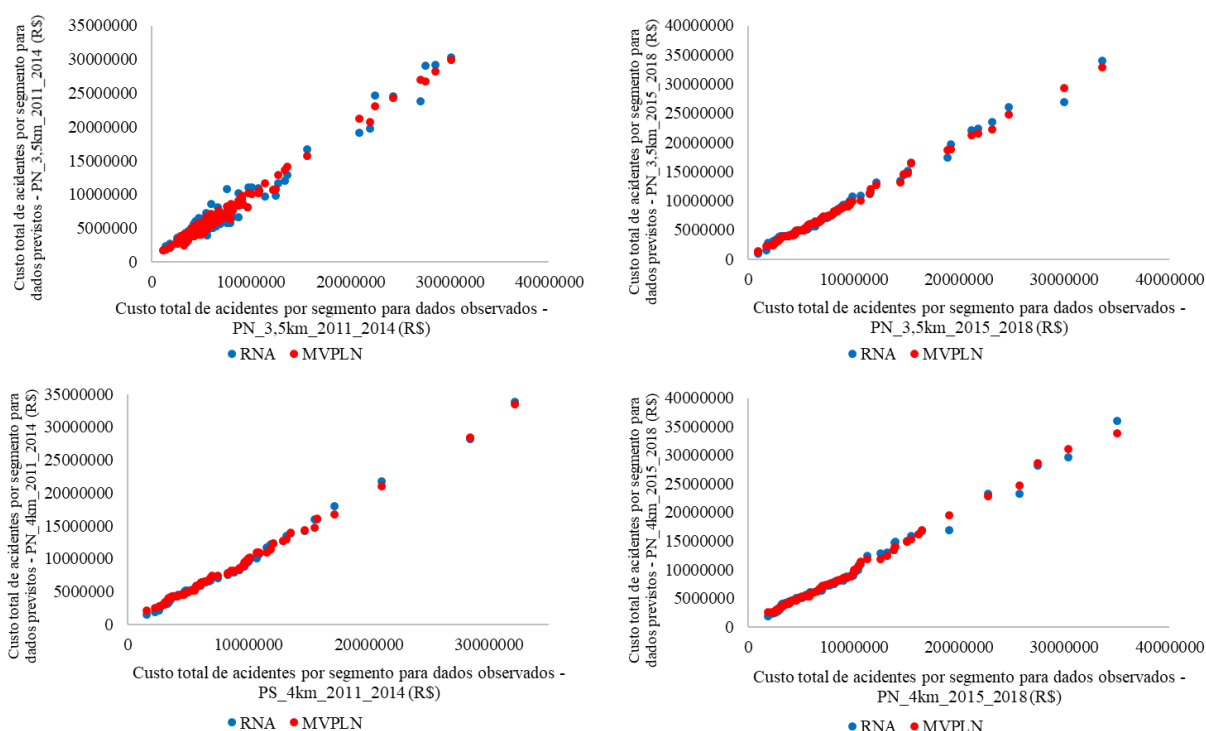 Custo total de acidentes por segmento para
dados previstos - PN_3,5km_2011_2014 (R$)
35000000
30000000
25000000
20000000
15000000
10000000
5000000
0
0 10000000 20000000 30000000 40000000
Custo total de acidentes por segmento para dados observados -
PN_3,5km_2011_2014 (R$)
RNA MVPLN
Custo total de acidentes por segmento para
dados previstos - PN_3,5km_2015_2018 (R$)
40000000
35000000
30000000
25000000
20000000
15000000
10000000
5000000
0
0 10000000 20000000 30000000 40000000
Custo total de acidentes por segmento para dados observados -
PN_3,5km_2015_2018 (R$)
RNA MVPLN
Custo total de acidentes por segmento para
dados previstos - PN_4km_2011_2014 (R$)
35000000
30000000
25000000
20000000
15000000
10000000
5000000
0
0 10000000 20000000 30000000
Custo total de acidentes por segmento para dados observados -
PS_4km_2011_2014 (R$)
RNA MVPLN
Custo total de acidentes por segmento para
dados previstos - PN_4km_2015_2018 (R$)
40000000
35000000
30000000
25000000
20000000
15000000
10000000
5000000
0
0 10000000 20000000 30000000 40000000
Custo total de acidentes por segmento para dados observados -
PN_4km_2015_2018 (R$)
RNA MVPLN